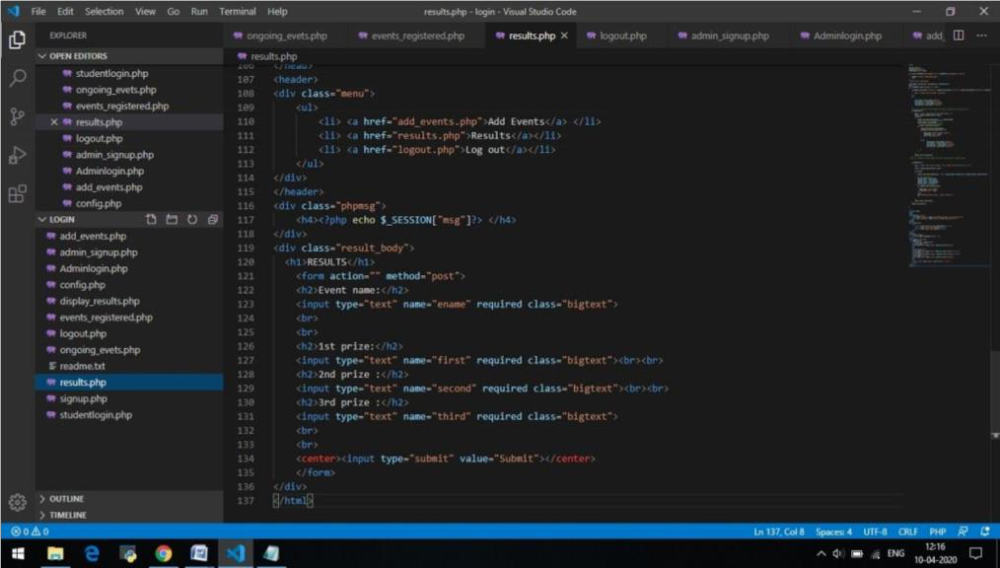 File Edit Selection View Go Run Terminal Help results.php - login - Visual Studio Code
EXPLORER
ongoing_evets.php events_registered.php results.php logout.php admin_signup.php Adminlogin.php add_
OPEN EDITORS
studentlogin.php
ongoing_evets.php
events_registered.php
results.php
logout.php
admin_signup.php
Adminlogin.php
add_events.php
config.php
LOGIN
add_events.php
admin_signup.php
Adminlogin.php
config.php
display_results.php
events_registered.php
logout.php
ongoing_evets.php
readme.txt
results.php
signup.php
studentlogin.php
OUTLINE
TIMELINE
results.php
106 </head>
107 <header>
108 <div class="menu">
109 <ul>
110 <li> <a href="add_events.php">Add Events</a> </li>
111 <li> <a href="results.php">Results</a></li>
112 <li> <a href="logout.php">Log out</a></li>
113 </ul>
114 </div>
115 </header>
116 <div class="phpmsg">
117 <h4><?php echo $_SESSION["msg"]?> </h4>
118 </div>
119 <div class="result_body">
120 <h1>RESULTS</h1>
121 <form action="" method="post">
122 <h2>Event name:</h2>
123 <input type="text" name="ename" required class="bigtext">
124 <br>
125 <br>
126 <h2>1st prize:</h2>
127 <input type="text" name="first" required class="bigtext"><br><br>
128 <h2>2nd prize :</h2>
129 <input type="text" name="second" required class="bigtext"><br><br>
130 <h2>3rd prize :</h2>
131 <input type="text" name="third" required class="bigtext">
132 <br>
133 <br>
134 <center><input type="submit" value="Submit"></center>
135 </form>
136 </div>
137 </html>
0 0 Ln 137, Col 8 Spaces: 4 UTF-8 CRLF PHP
ENG
12:16
10-04-2020